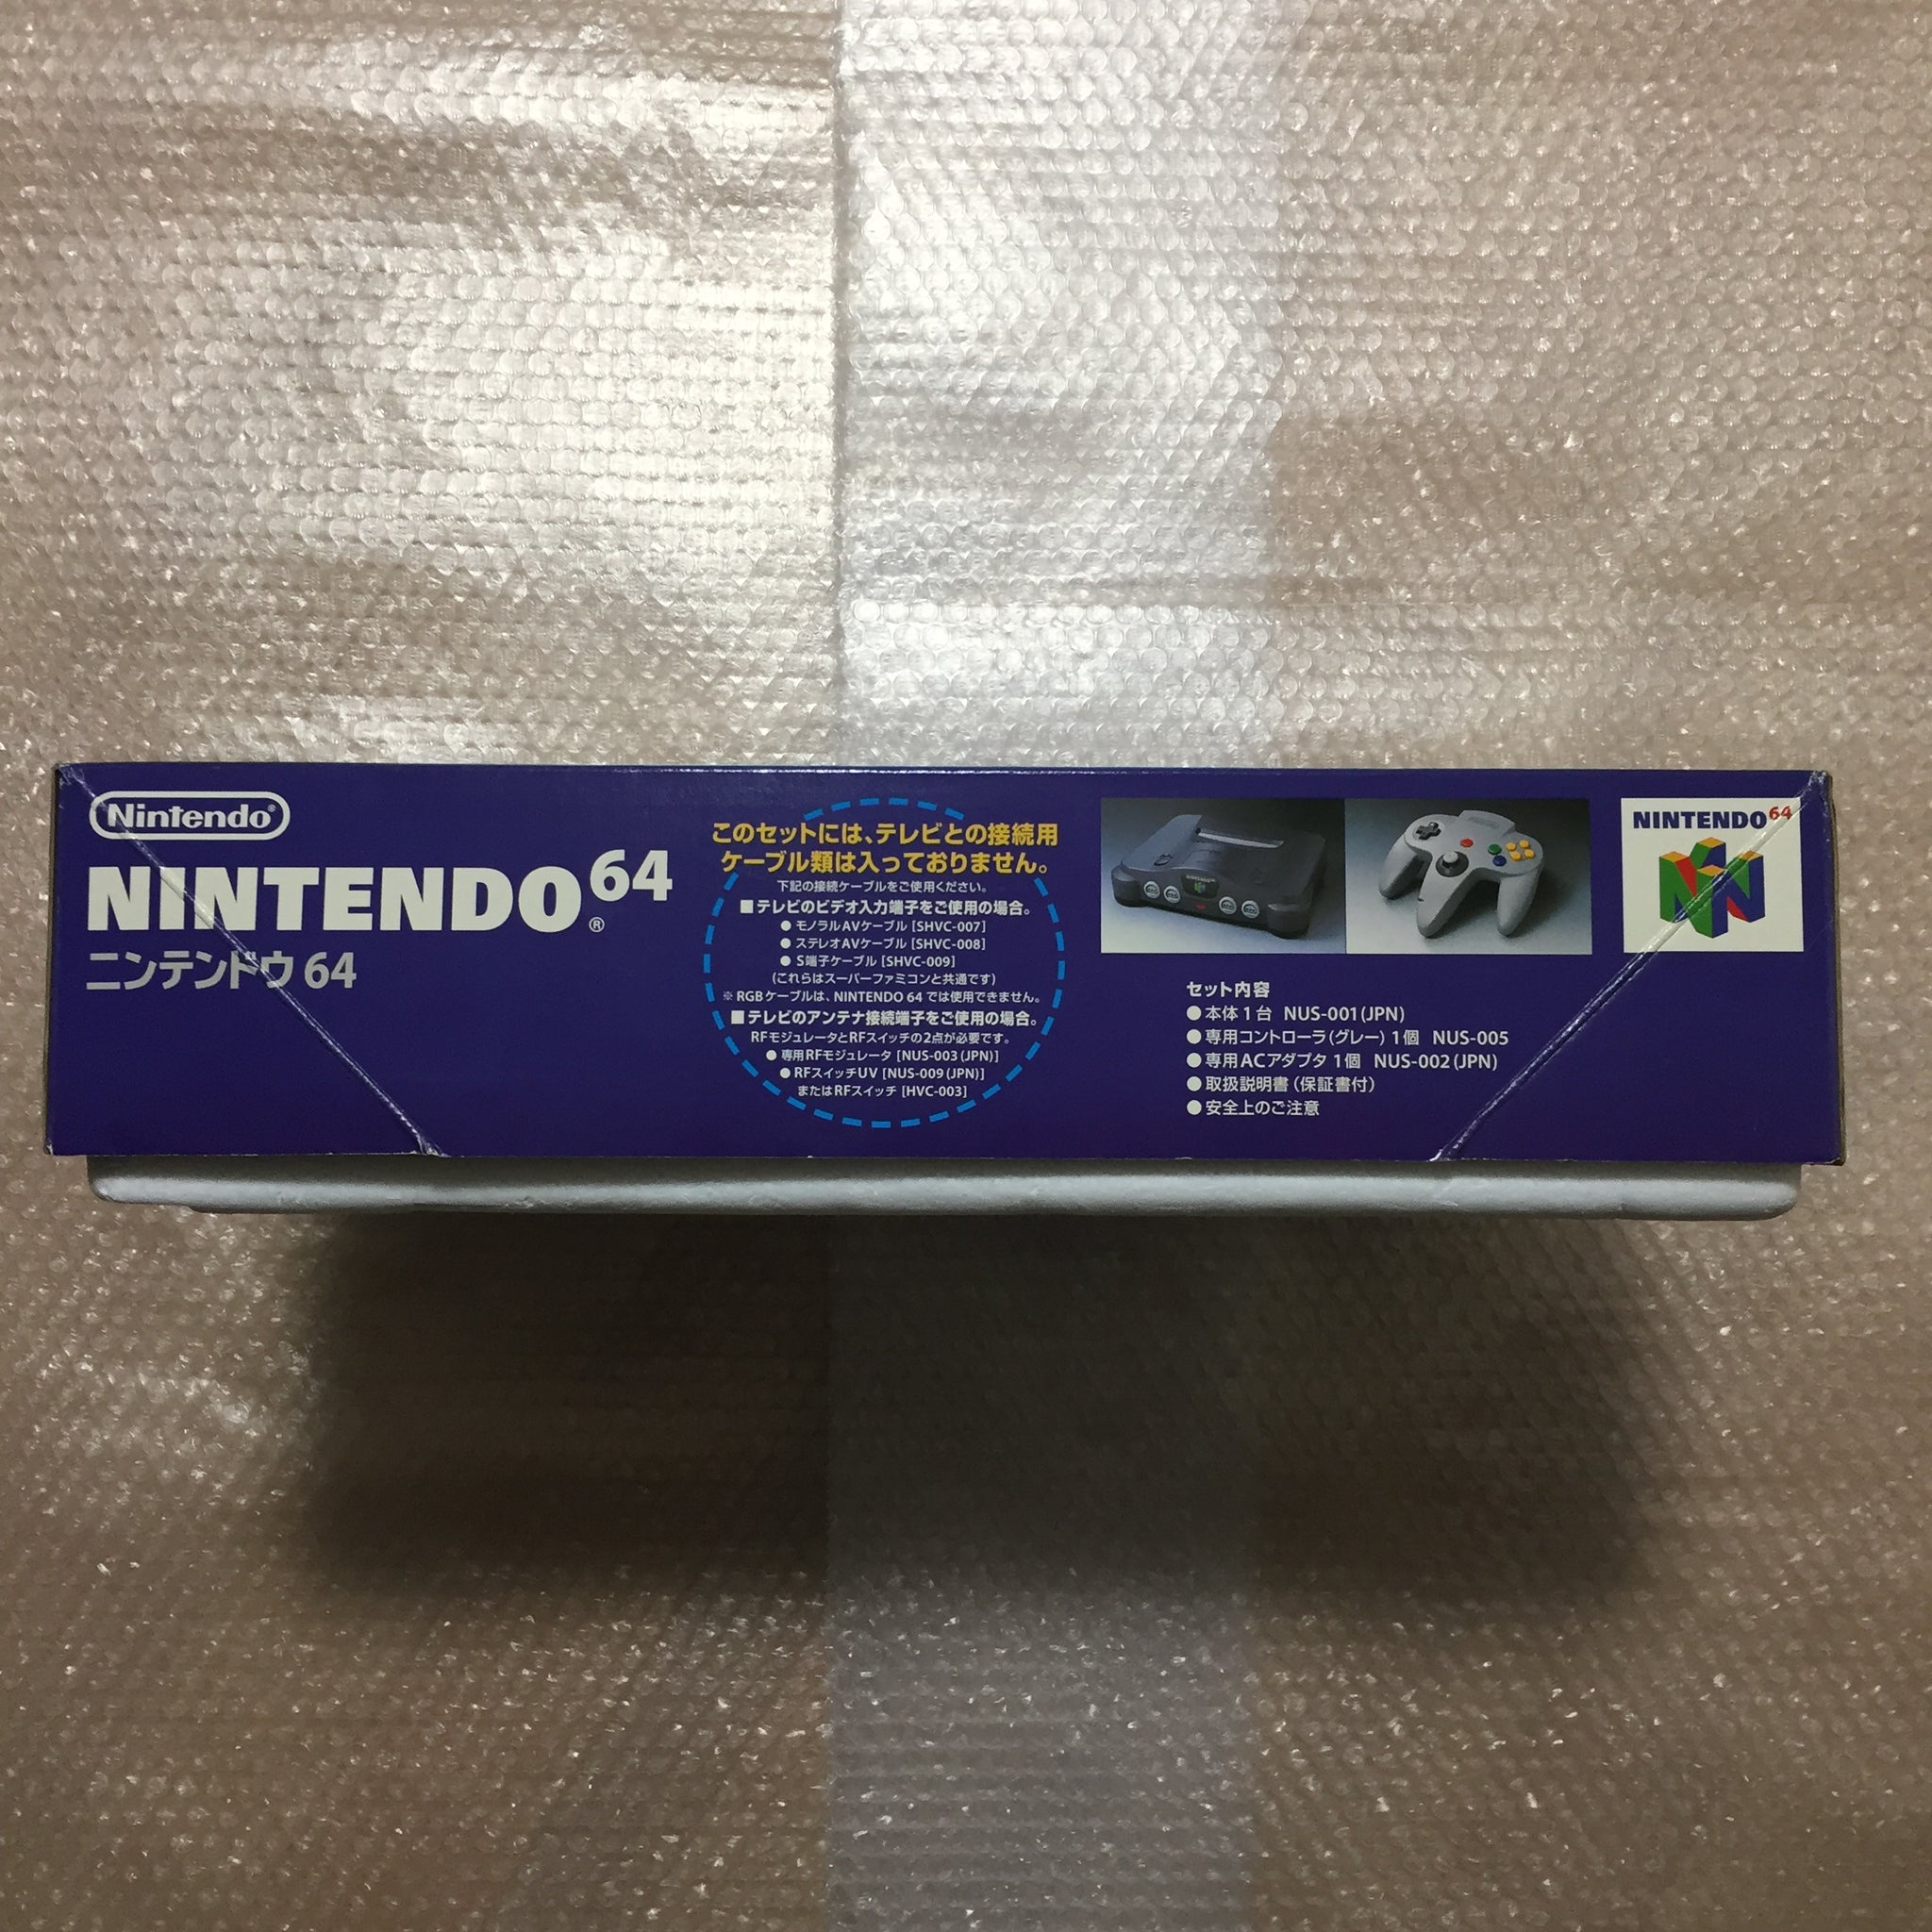 Nintendo®
NINTENDO64
®
ニンテンドウ64
このセットには、テレビとの接続用
ケーブル類は入っておりません。
下記の接続ケーブルをご使用ください。
■テレビのビデオ入力端子をご使用の場合。
●モノラルAVケーブル[SHVC-007]
●ステレオAVケーブル[SHVC-008]
●S端子ケーブル[SHVC-009]
(これらはスーパーファミコンと共通です)
※RGBケーブルは、NINTENDO 64では使用できません。
■テレビのアンテナ接続端子をご使用の場合。
RFモジュレータとRFスイッチの2点が必要です。
●専用RFモジュレータ[NUS-003(JPN)]
●RFスイッチUV[NUS-009(JPN)]
またはRFスイッチ[HVC-003]
NINTENDO64
セット内容
●本体1台 NUS-001(JPN)
●専用コントローラ(グレー)1個 NUS-005
●専用ACアダプタ1個 NUS-002(JPN)
●取扱説明書(保証書付)
●安全上のご注意